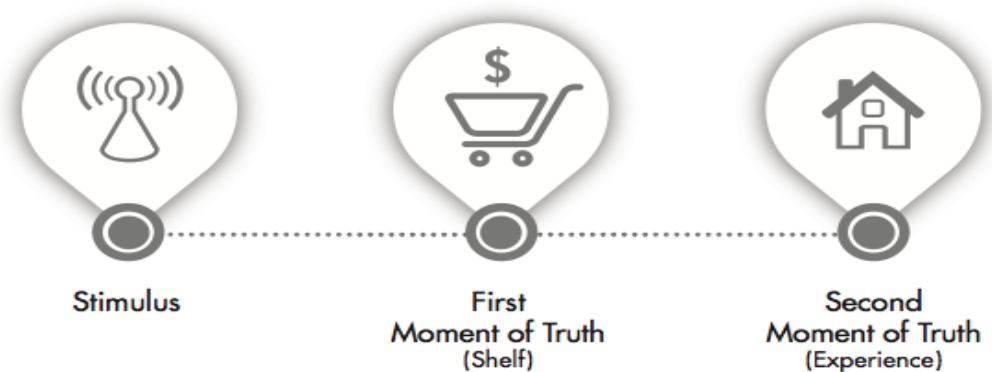 $
Stimulus
First
Moment of Truth
(Shelf)
Second
Moment of Truth
(Experience)